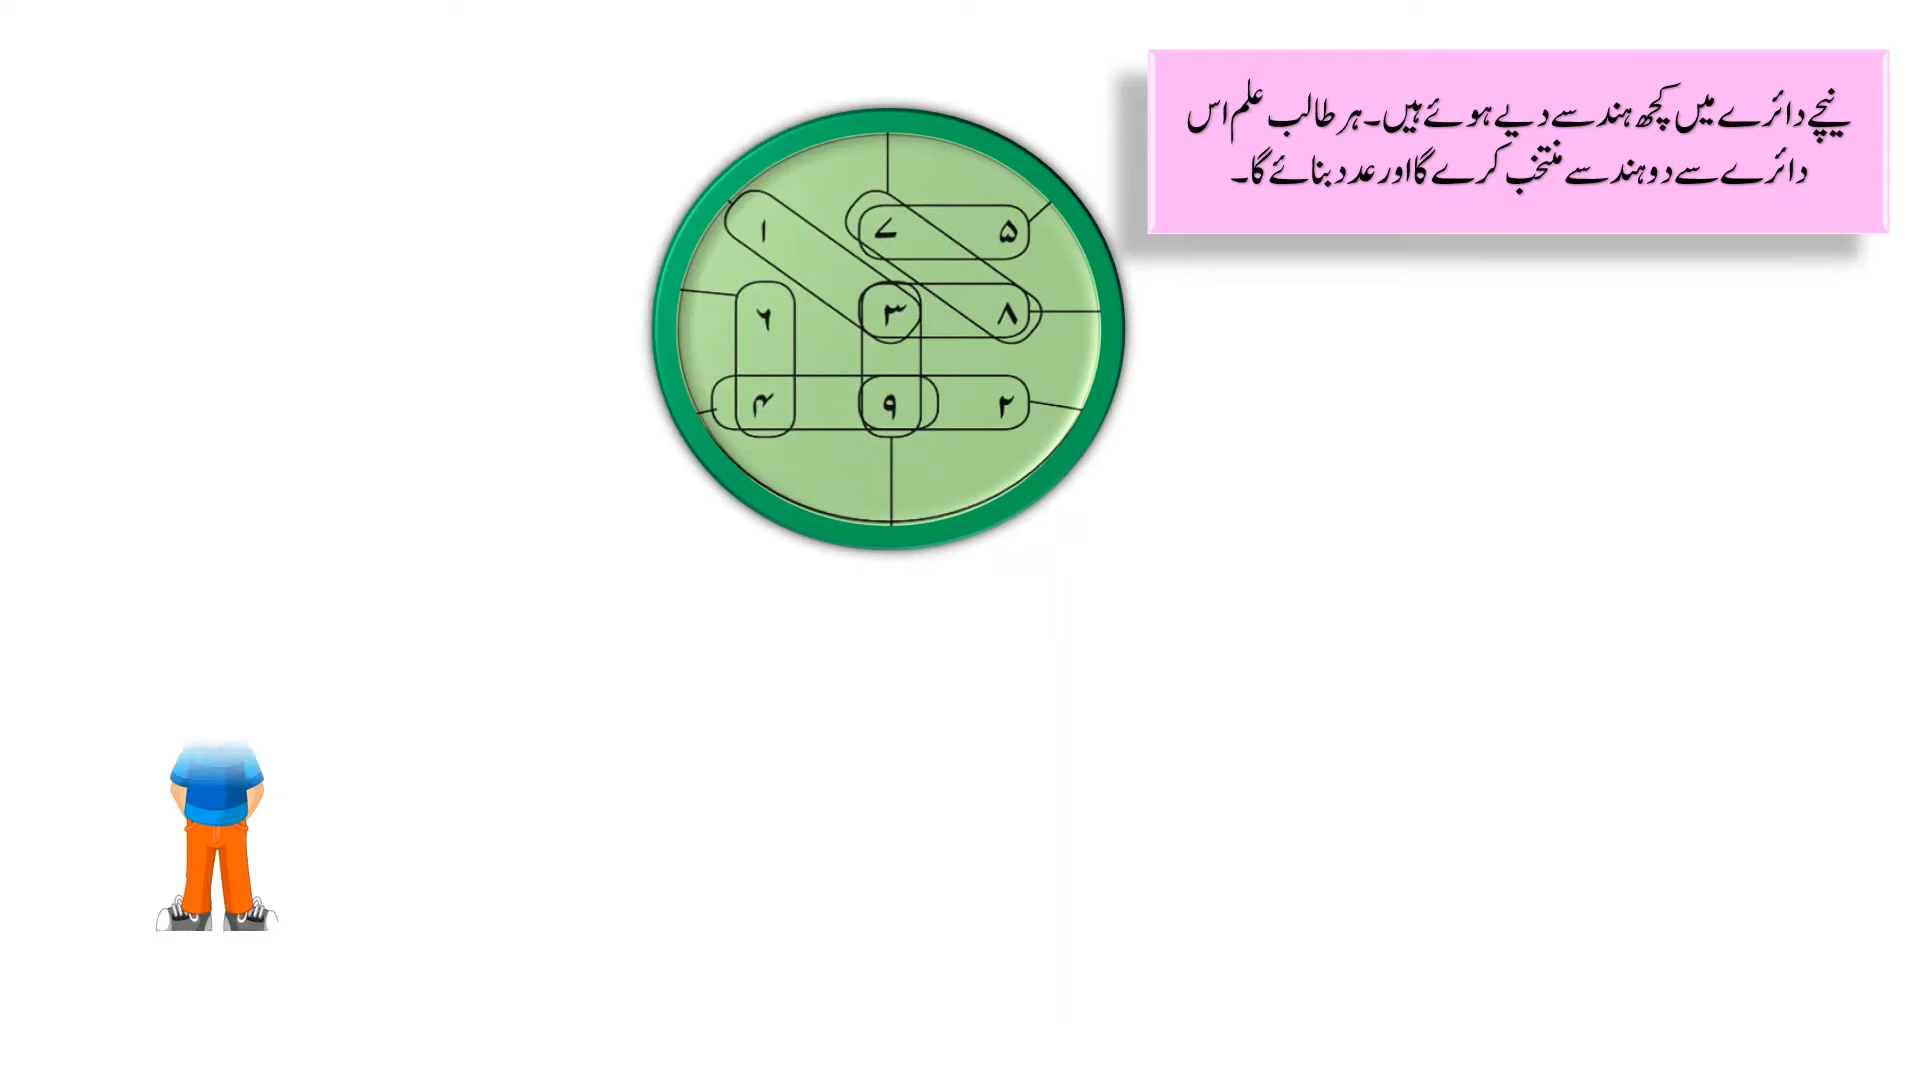 نیچے دائرے میں کچھ ہندسے دیے ہوئے ہیں۔ ہر طالب علم اس
دائرے سے دو ہندسے منتخب کرے گا اور عدد بنائے گا۔
۱ ۷ ۵
۶ ۳ ۸
۴ ۹ ۲